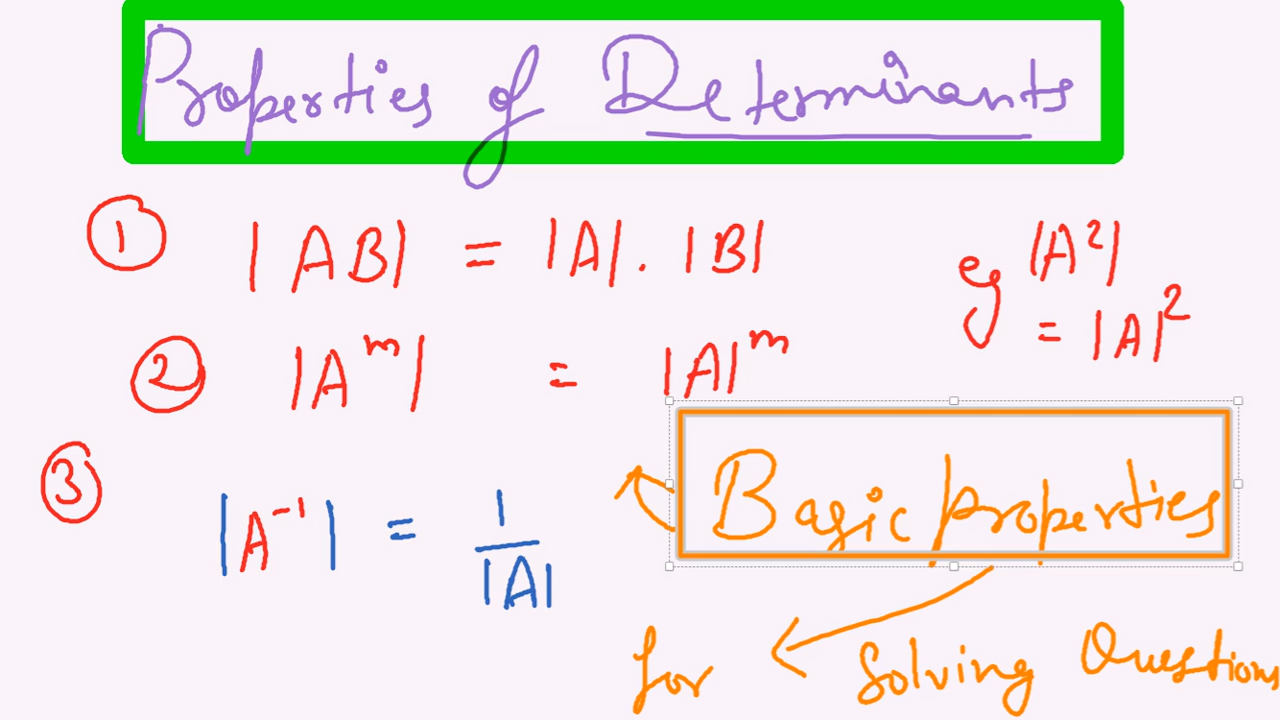 Properties of Determinants
① |AB| = |A| . |B|
eg |A²|
= |A|²
② |Aᵐ| = |A|ᵐ
③ |A⁻¹| = 1/|A|
Basic properties
for Solving Questions